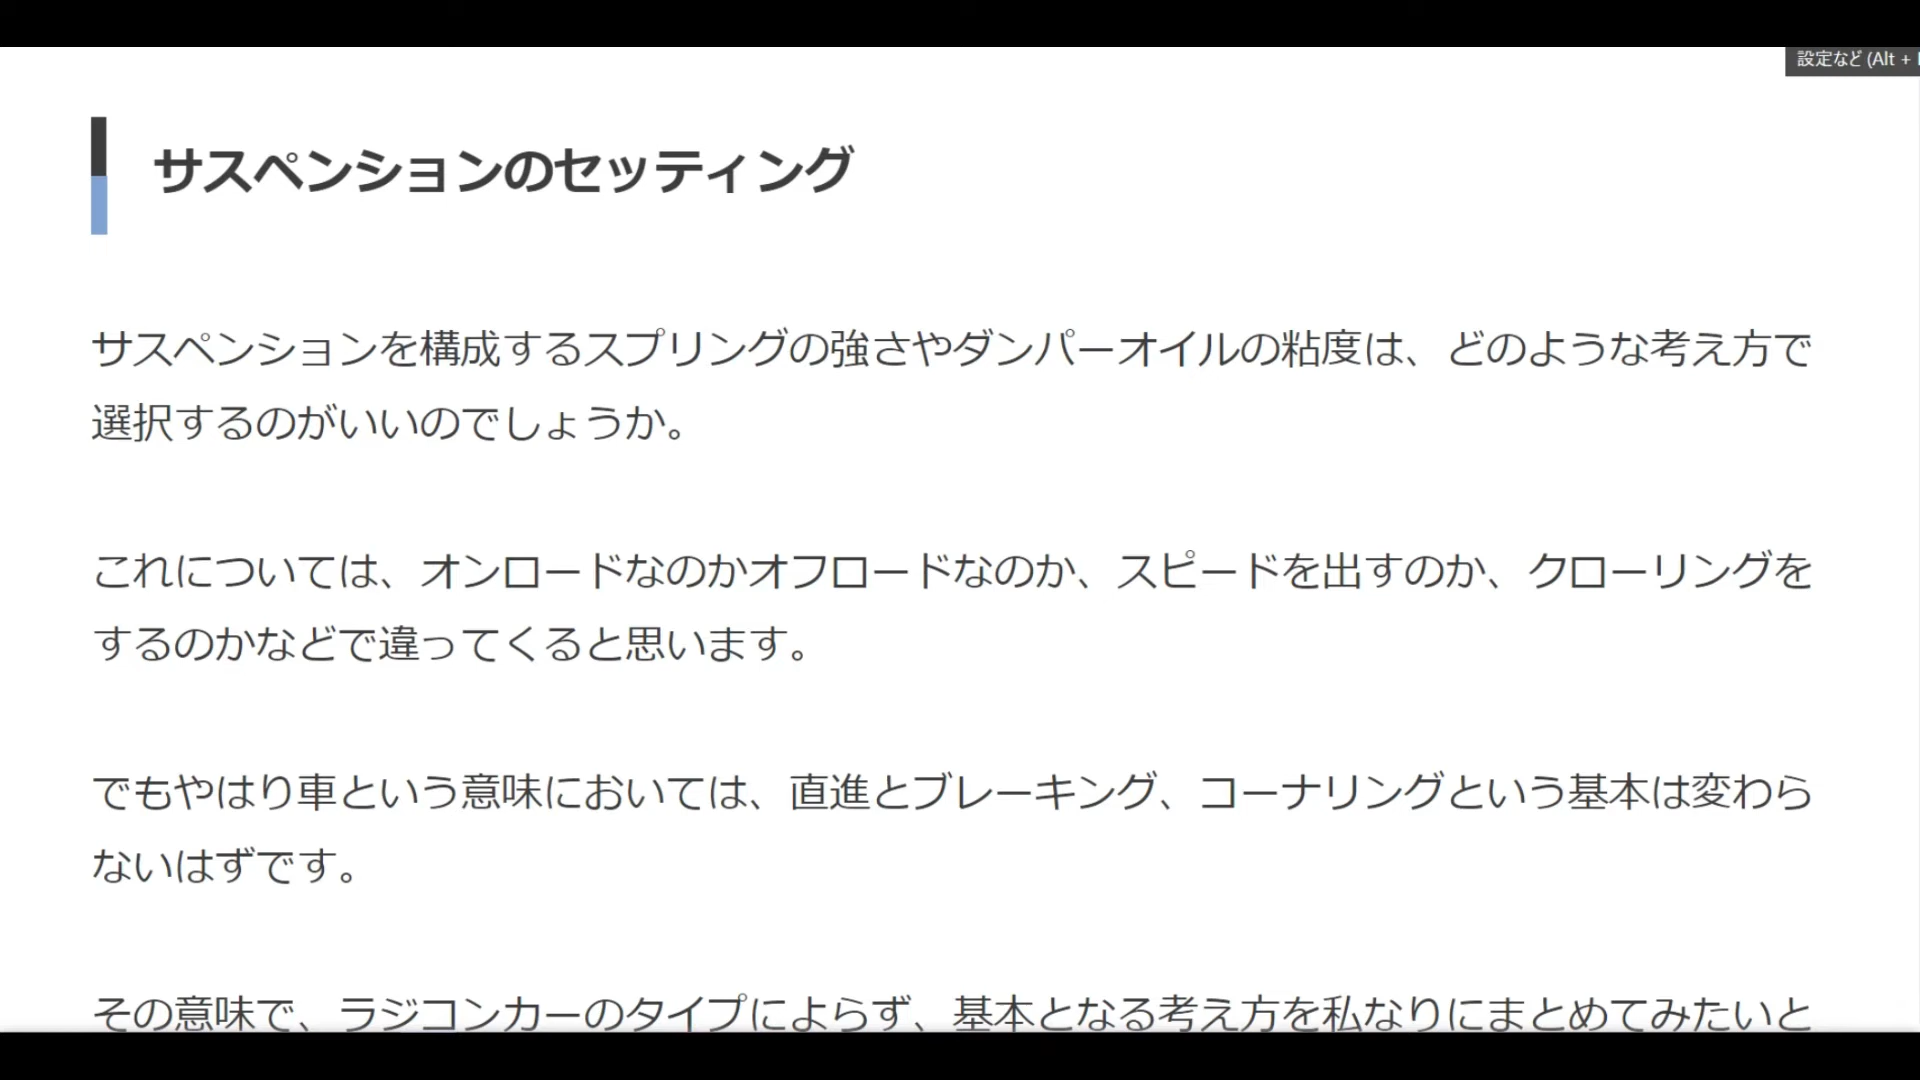 設定など (Alt +
サスペンションのセッティング
サスペンションを構成するスプリングの強さやダンパーオイルの粘度は、どのような考え方で
選択するのがいいのでしょうか。
これについては、オンロードなのかオフロードなのか、スピードを出すのか、クローリングを
するのかなどで違ってくると思います。
でもやはり車という意味においては、直進とブレーキング、コーナリングという基本は変わら
ないはずです。
その意味で、ラジコンカーのタイプによらず、基本となる考え方を私なりにまとめてみたいと